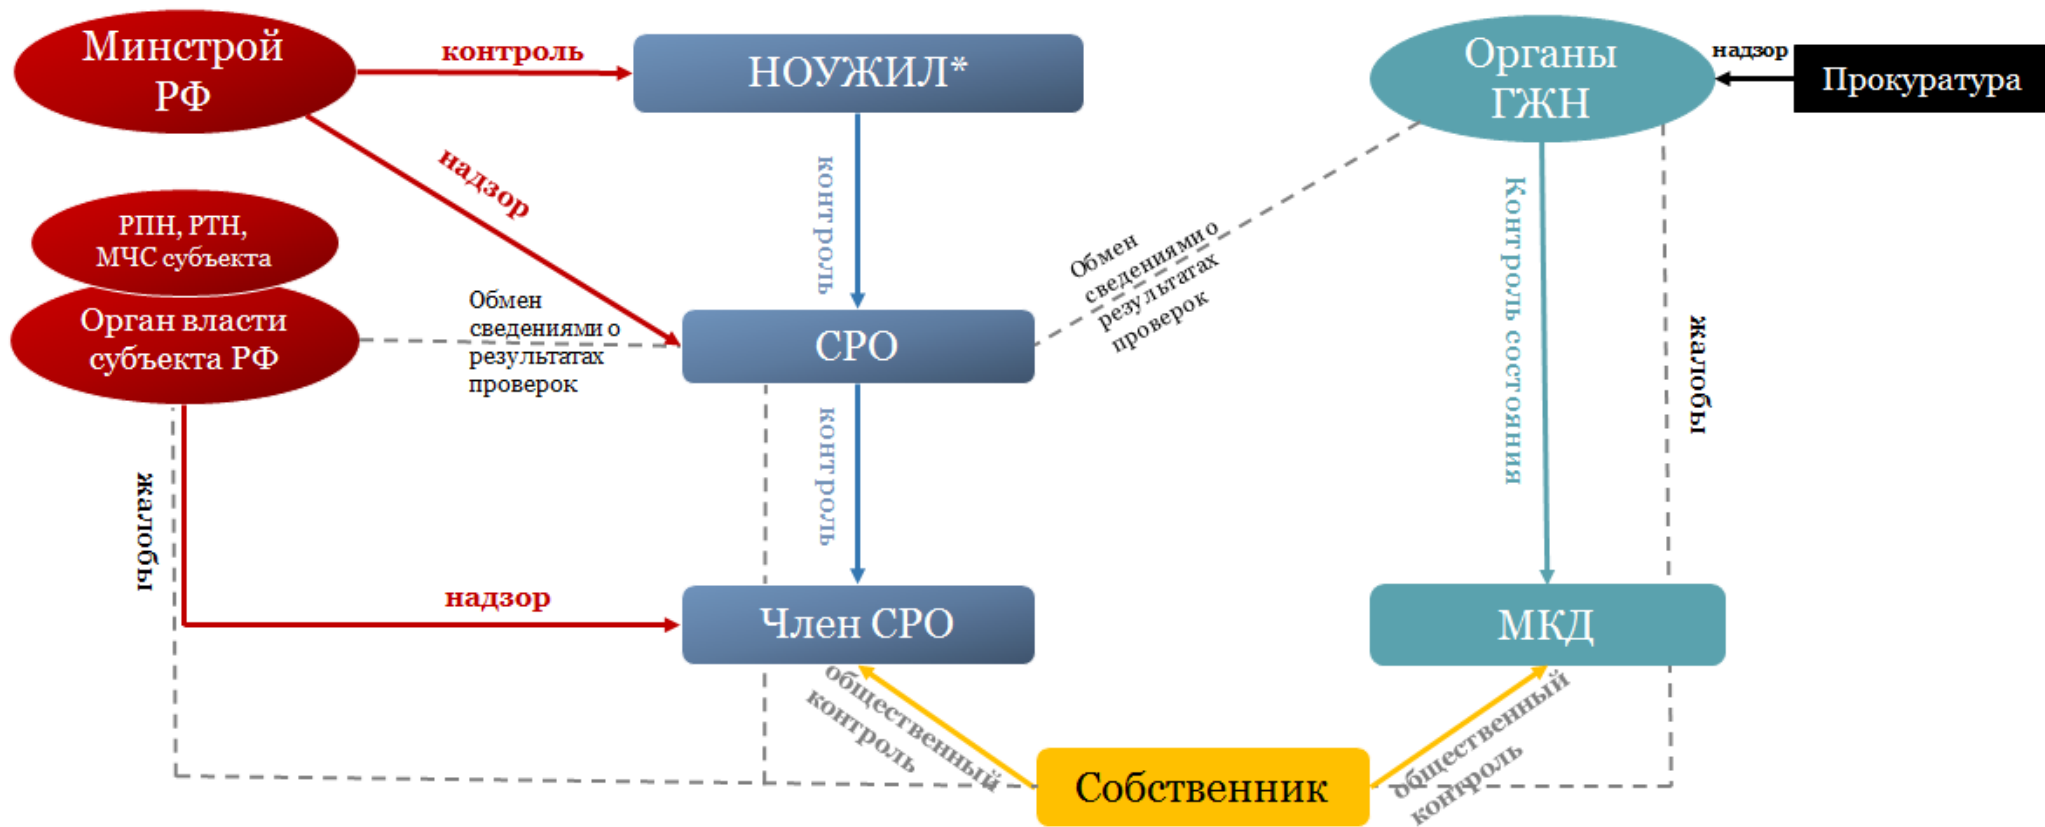 Минстрой
РФ
контроль
НОУЖИЛ*
Органы
ГЖН
надзор
Прокуратура
надзор
контроль
РПН, РТН,
МЧС субъекта
Орган власти
субъекта РФ
Обмен
сведениями о
результатах
проверок
СРО
Обмен
сведениями о
результатах
проверок
Контроль состояния
жалобы
жалобы
контроль
надзор
Член СРО
МКД
общественный
контроль
Собственник
общественный
контроль